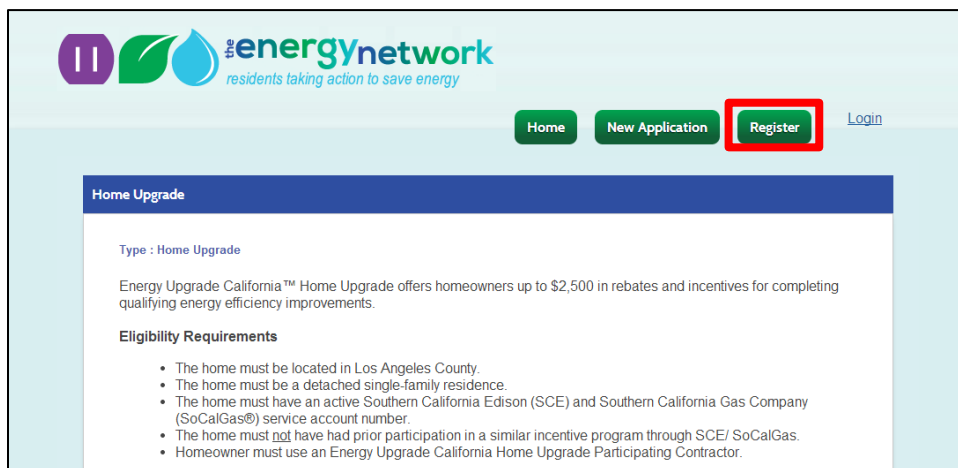 the energynetwork
residents taking action to save energy
Home New Application Register Login
Home Upgrade
Type : Home Upgrade
Energy Upgrade California™ Home Upgrade offers homeowners up to $2,500 in rebates and incentives for completing
qualifying energy efficiency improvements.
Eligibility Requirements
• The home must be located in Los Angeles County.
• The home must be a detached single-family residence.
• The home must have an active Southern California Edison (SCE) and Southern California Gas Company
(SoCalGas®) service account number.
• The home must not have had prior participation in a similar incentive program through SCE/ SoCalGas.
• Homeowner must use an Energy Upgrade California Home Upgrade Participating Contractor.